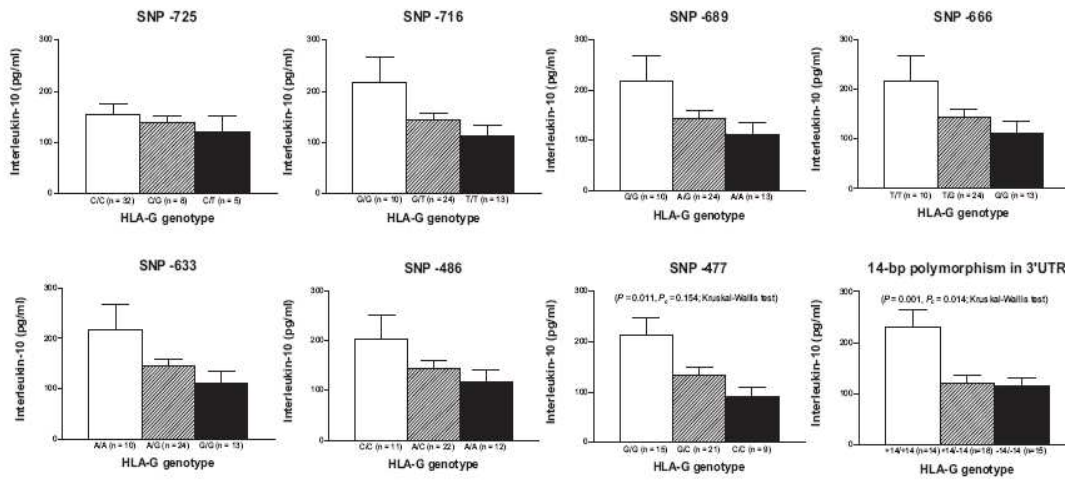 SNP -725
Interleukin-10 (pg/ml)
300
200
100
0
C/C (n = 32) C/G (n = 8) C/T (n = 5)
HLA-G genotype
SNP -716
Interleukin-10 (pg/ml)
300
200
100
0
G/G (n = 10) G/T (n = 24) T/T (n = 13)
HLA-G genotype
SNP -689
Interleukin-10 (pg/ml)
300
200
100
0
G/G (n = 10) A/G (n = 24) A/A (n = 13)
HLA-G genotype
SNP -666
Interleukin-10 (pg/ml)
300
200
100
0
T/T (n = 10) T/G (n = 24) G/G (n = 13)
HLA-G genotype
SNP -633
Interleukin-10 (pg/ml)
300
200
100
0
A/A (n = 10) A/G (n = 24) G/G (n = 13)
HLA-G genotype
SNP -486
Interleukin-10 (pg/ml)
300
200
100
0
C/C (n = 11) A/C (n = 22) A/A (n = 12)
HLA-G genotype
SNP -477
(P = 0.011, Pc = 0.154; Kruskal-Wallis test)
Interleukin-10 (pg/ml)
300
200
100
0
G/G (n = 15) G/C (n = 21) C/C (n = 9)
HLA-G genotype
14-bp polymorphism in 3'UTR
(P = 0.001, Pc = 0.014; Kruskal-Wallis test)
Interleukin-10 (pg/ml)
300
200
100
0
+14/+14 (n=14) +14/-14 (n=18) -14/-14 (n=15)
HLA-G genotype